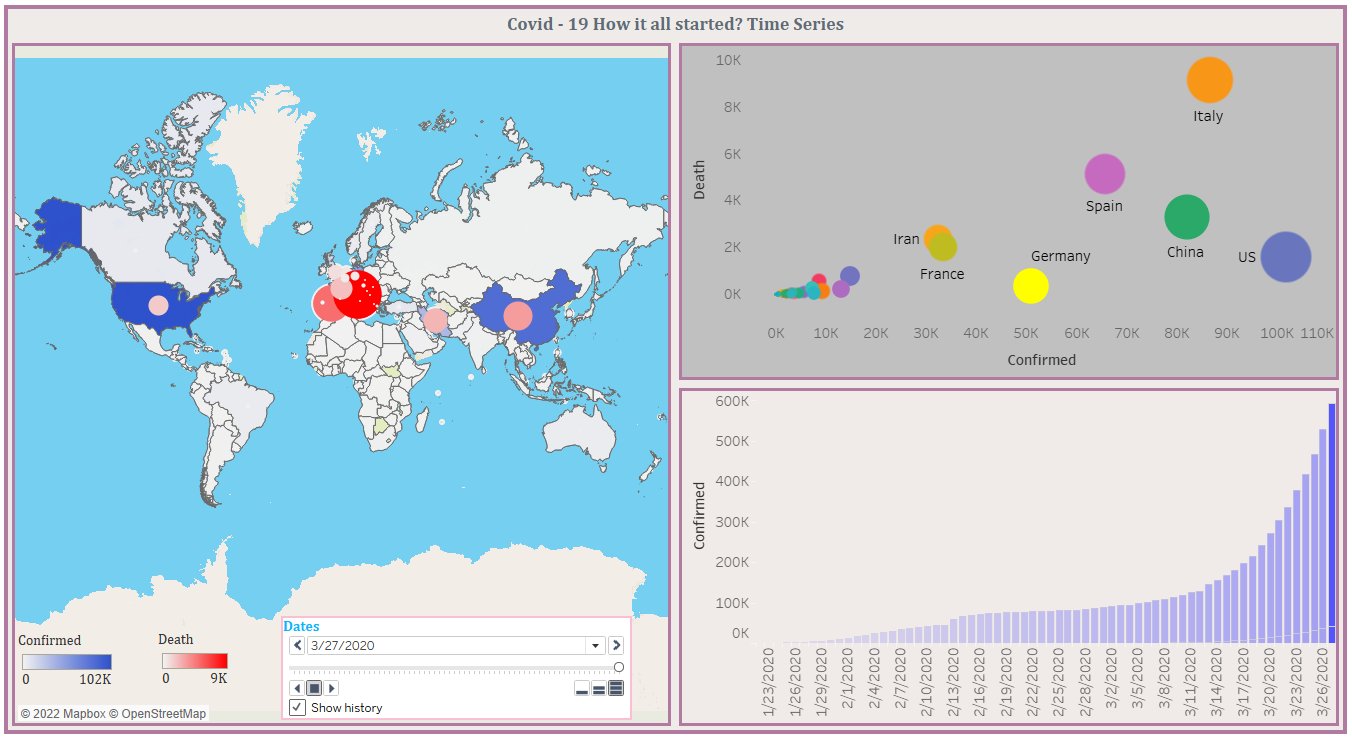 Covid - 19 How it all started? Time Series
Confirmed
0 102K
Death
0 9K
Dates
3/27/2020
Show history
© 2022 Mapbox © OpenStreetMap
10K
8K
6K
4K
2K
0K
Death
Italy
Spain
China
US
Iran
France
Germany
0K 10K 20K 30K 40K 50K 60K 70K 80K 90K 100K 110K
Confirmed
600K
500K
400K
300K
200K
100K
0K
Confirmed
1/23/2020
1/26/2020
1/29/2020
2/1/2020
2/4/2020
2/7/2020
2/10/2020
2/13/2020
2/16/2020
2/19/2020
2/22/2020
2/25/2020
2/28/2020
3/2/2020
3/5/2020
3/8/2020
3/11/2020
3/14/2020
3/17/2020
3/20/2020
3/23/2020
3/26/2020